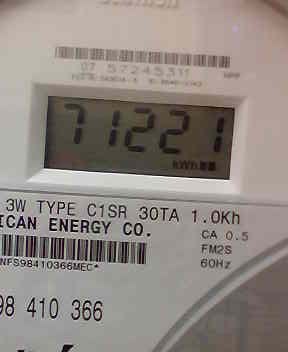 07 57245311
71221
kWh
3W TYPE C1SR 30TA 1.0Kh
ICAN ENERGY CO.
CA 0.5
FM2S
*NFS98410366MEC*
60Hz
98 410 366